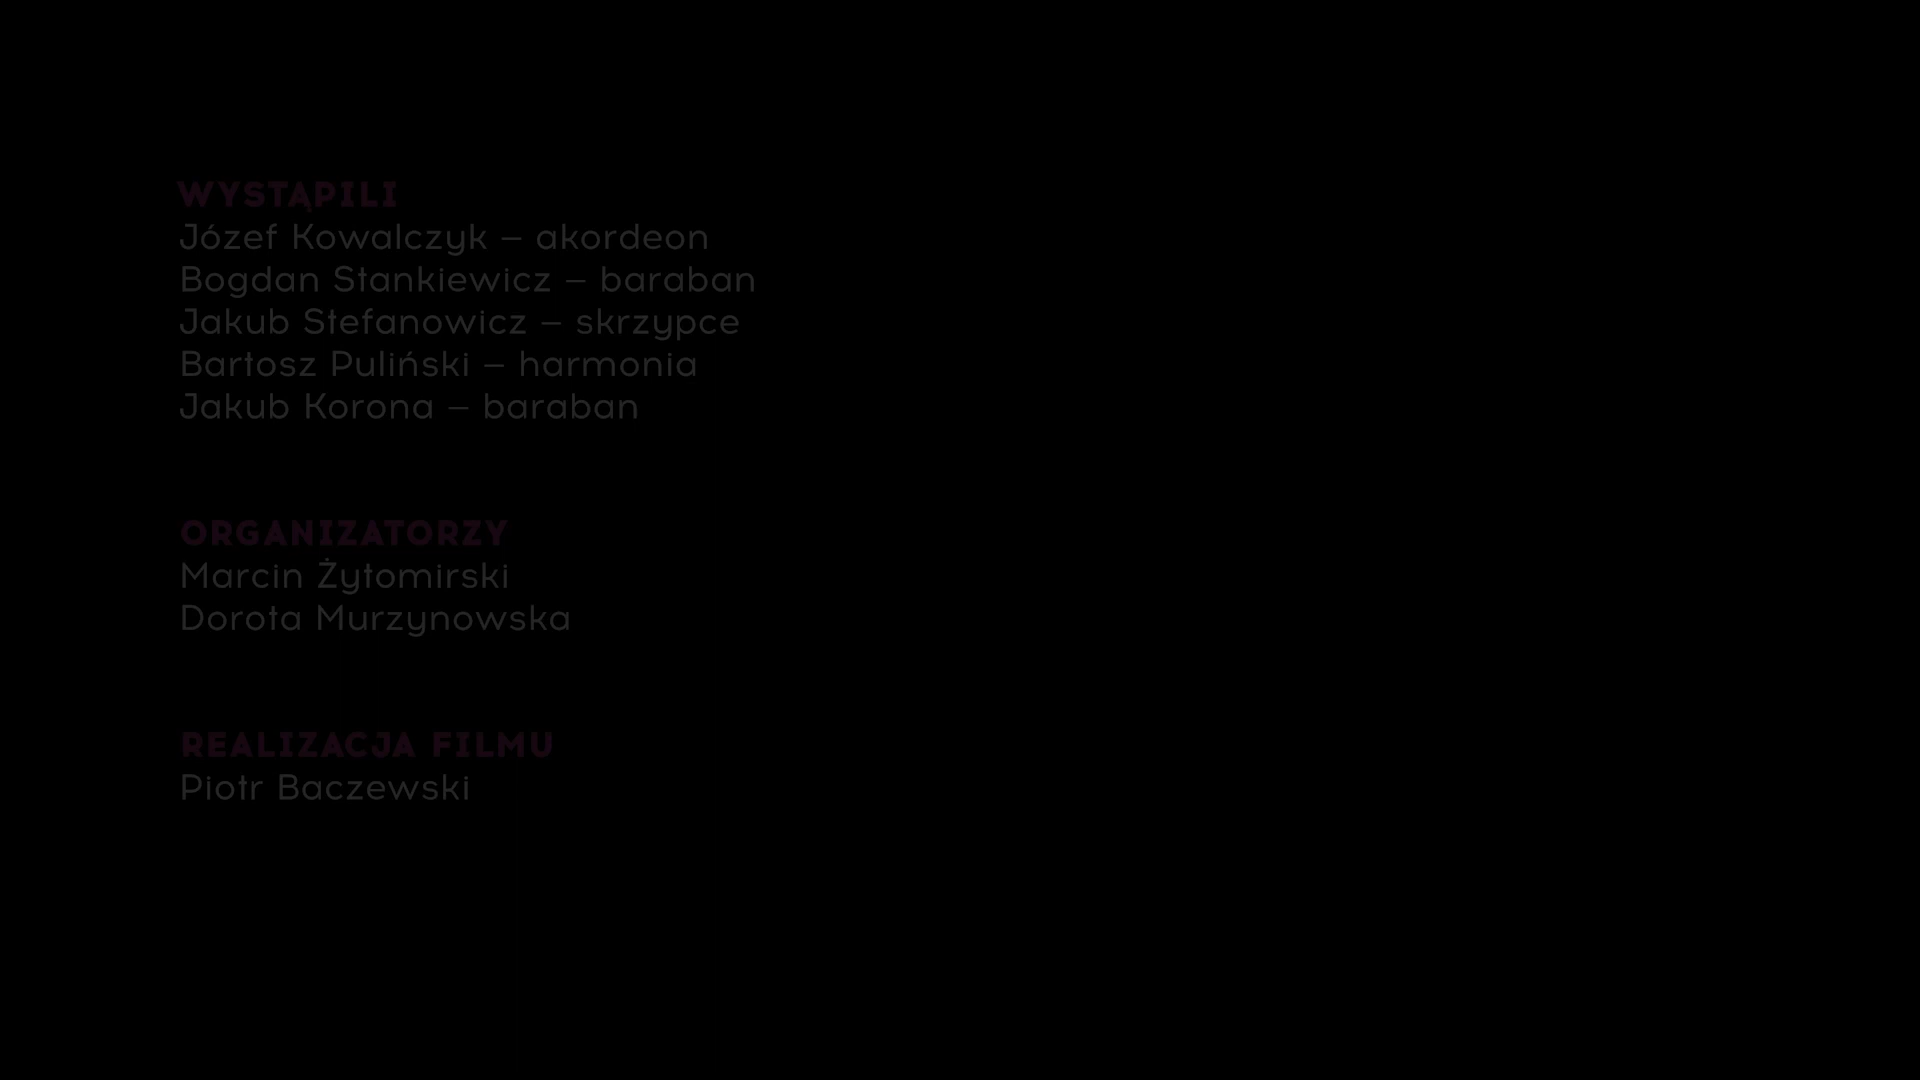 WYSTĄPILI
Józef Kowalczyk – akordeon
Bogdan Stankiewicz – baraban
Jakub Stefanowicz – skrzypce
Bartosz Puliński – harmonia
Jakub Korona – baraban
ORGANIZATORZY
Marcin Żytomirski
Dorota Murzynowska
REALIZACJA FILMU
Piotr Baczewski